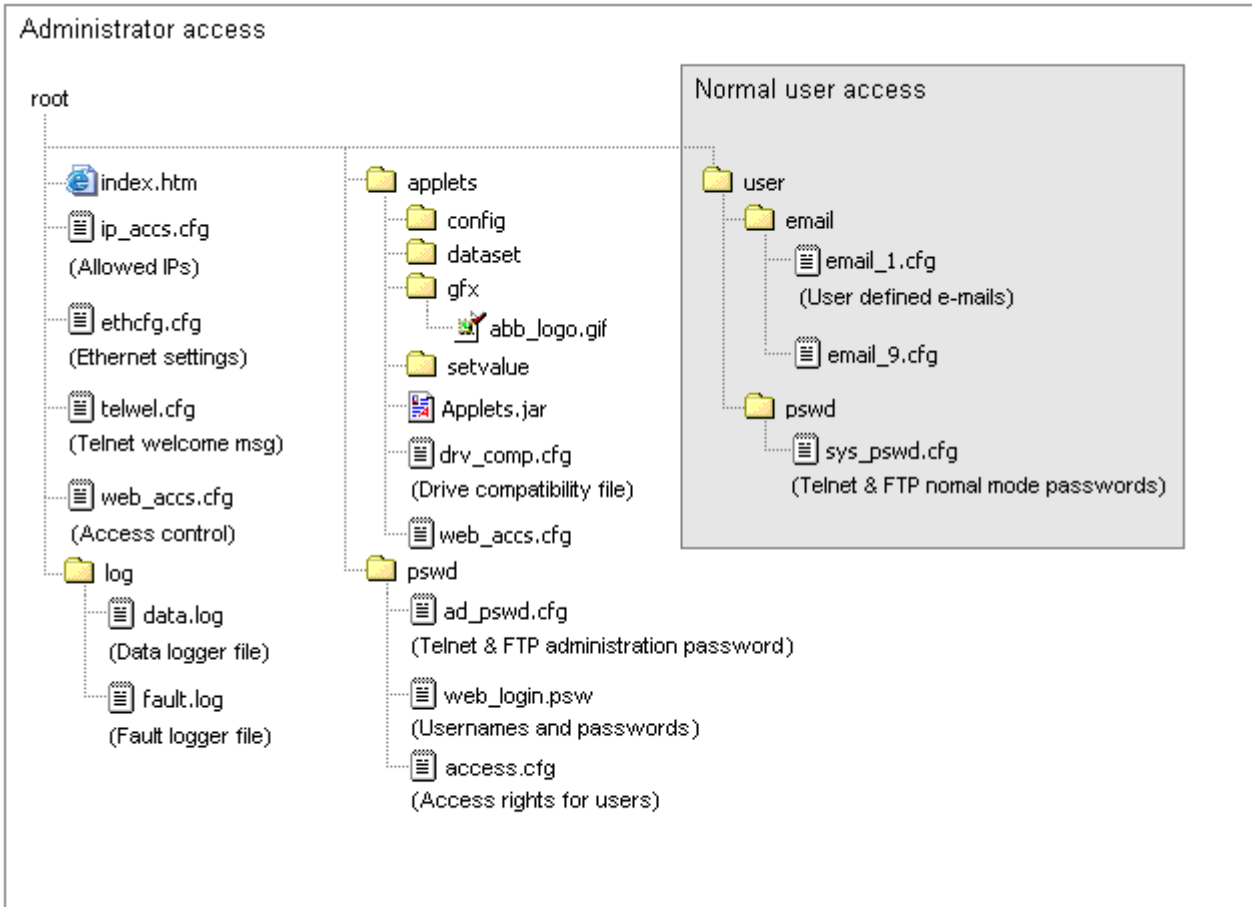 Administrator access
root
index.htm
ip_accs.cfg
(Allowed IPs)
ethcfg.cfg
(Ethernet settings)
telwel.cfg
(Telnet welcome msg)
web_accs.cfg
(Access control)
log
data.log
(Data logger file)
fault.log
(Fault logger file)
applets
config
dataset
gfx
abb_logo.gif
setvalue
Applets.jar
drv_comp.cfg
(Drive compatibility file)
web_accs.cfg
pswd
ad_pswd.cfg
(Telnet & FTP administration password)
web_login.psw
(Usernames and passwords)
access.cfg
(Access rights for users)
Normal user access
user
email
email_1.cfg
(User defined e-mails)
email_9.cfg
pswd
sys_pswd.cfg
(Telnet & FTP nomal mode passwords)